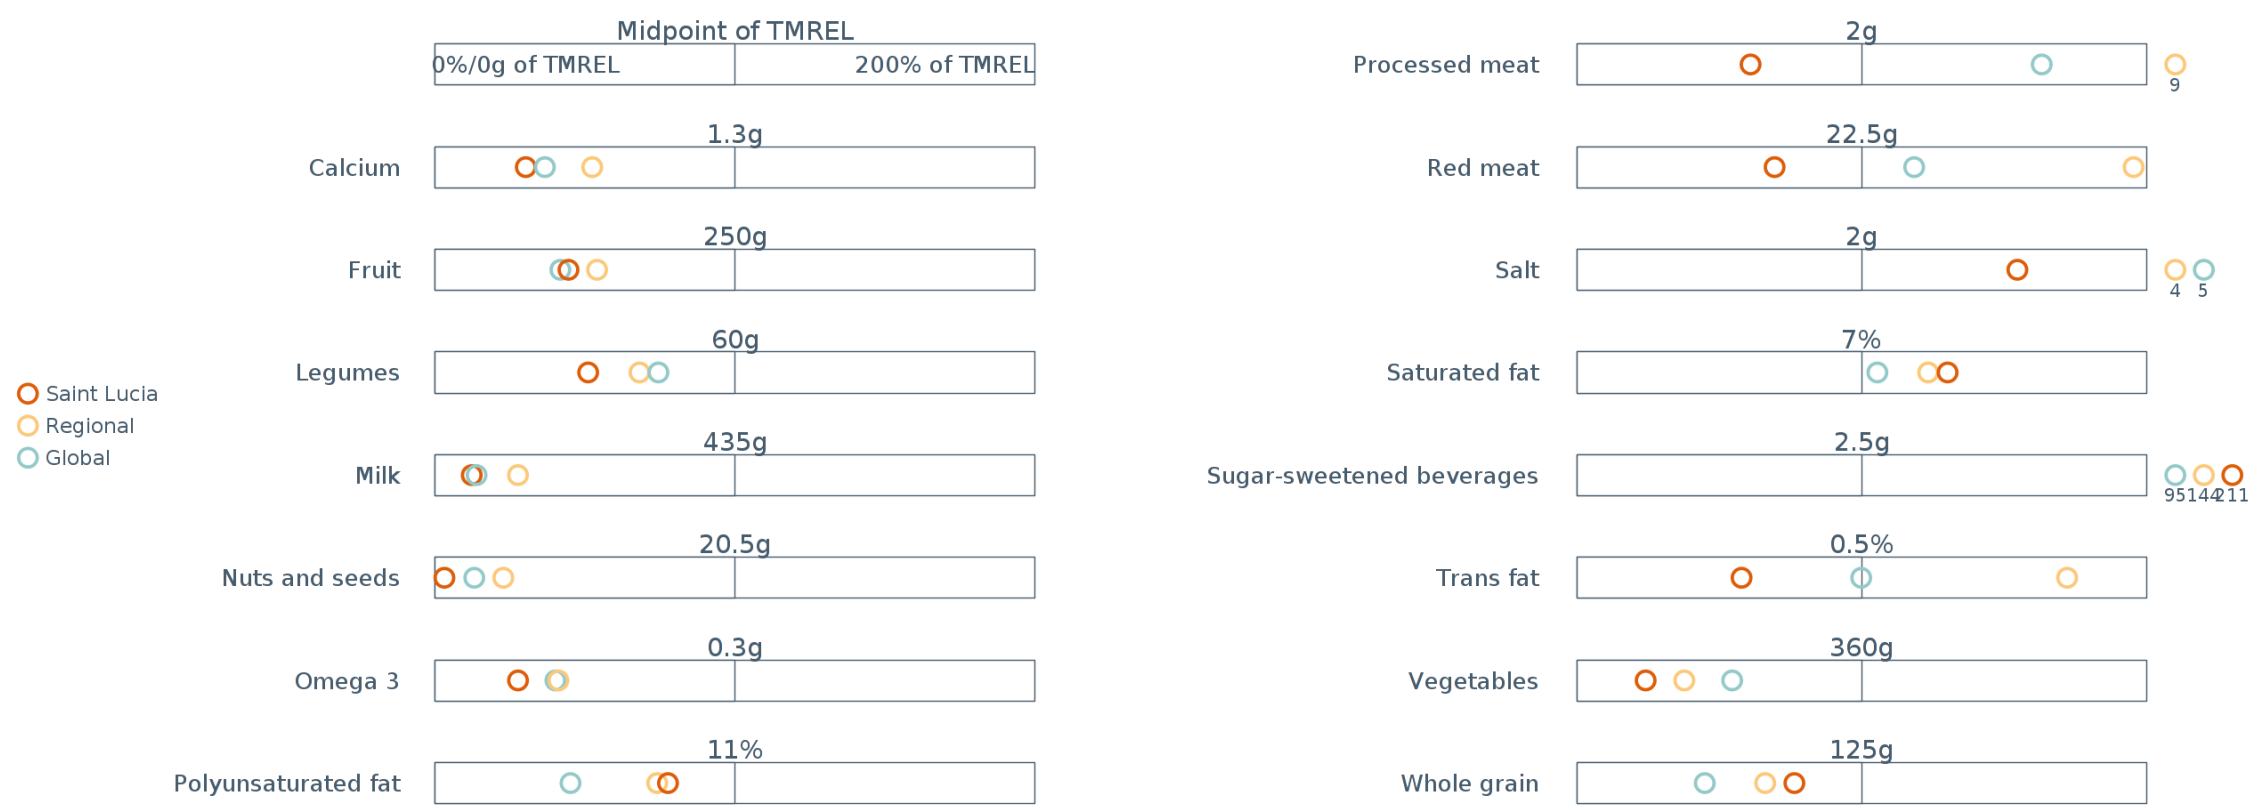 Midpoint of TMREL
0%/0g of TMREL 200% of TMREL
1.3g
Calcium
250g
Fruit
60g
Legumes
435g
Milk
20.5g
Nuts and seeds
0.3g
Omega 3
11%
Polyunsaturated fat
Saint Lucia
Regional
Global
2g
Processed meat
9
22.5g
Red meat
2g
Salt
4 5
7%
Saturated fat
2.5g
Sugar-sweetened beverages
95 144 211
0.5%
Trans fat
360g
Vegetables
125g
Whole grain